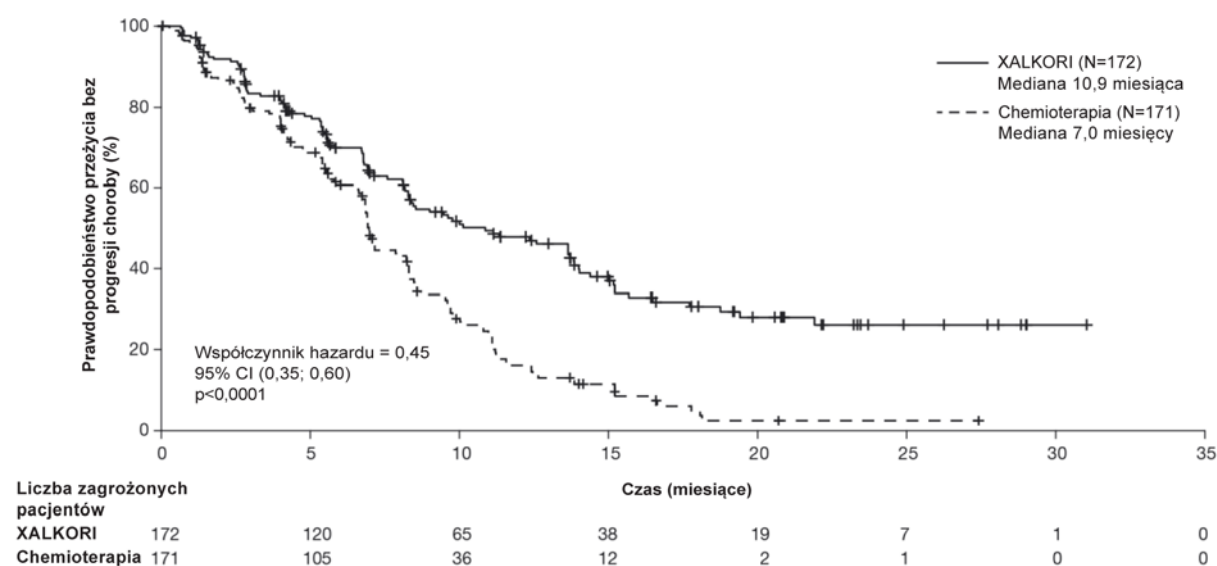 100
80
60
40
20
0
Prawdopodobieństwo przeżycia bez
progresji choroby (%)
XALKORI (N=172)
Mediana 10,9 miesiąca
Chemioterapia (N=171)
Mediana 7,0 miesięcy
Współczynnik hazardu = 0,45
95% CI (0,35; 0,60)
p<0,0001
0 5 10 15 20 25 30 35
Czas (miesiące)
Liczba zagrożonych
pacjentów
XALKORI 172 120 65 38 19 7 1 0
Chemioterapia 171 105 36 12 2 1 0 0